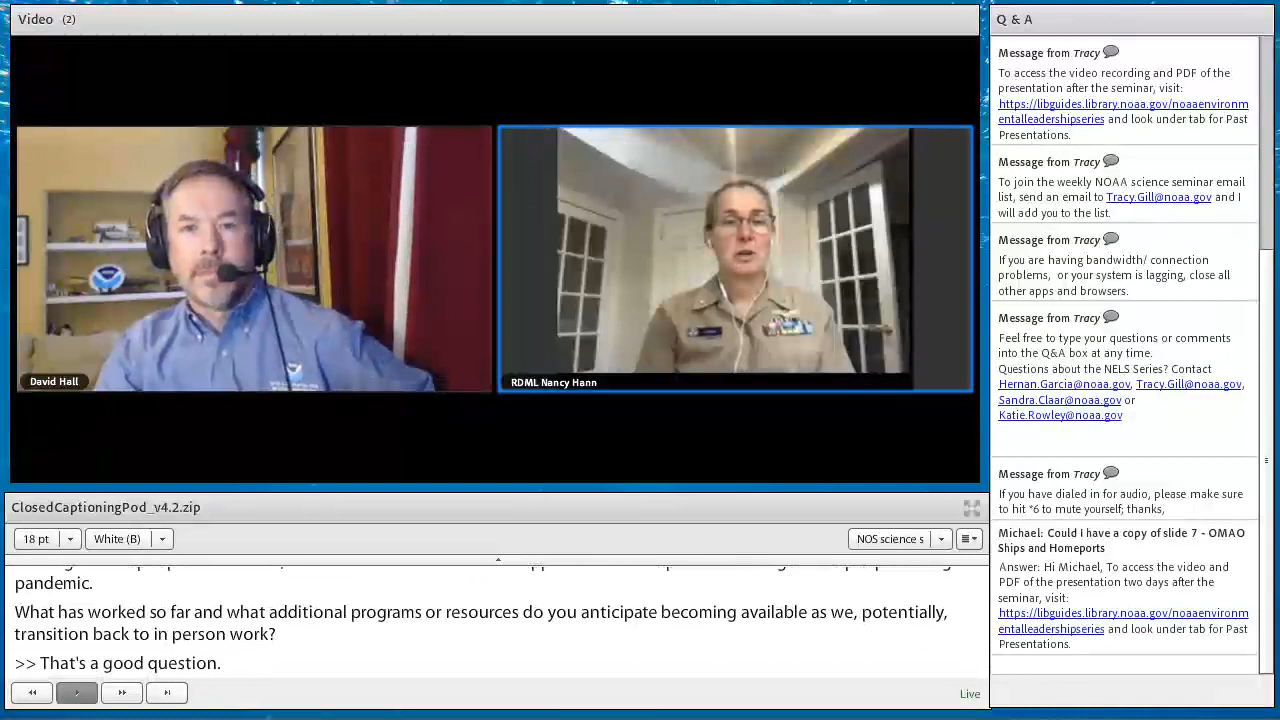 Video (2)
David Hall
RDML Nancy Hann
ClosedCaptioningPod_v4.2.zip
18 pt
White (B)
NOS science s
pandemic.
What has worked so far and what additional programs or resources do you anticipate becoming available as we, potentially,
transition back to in person work?
>> That's a good question.
Live
Q & A
Message from Tracy
To access the video recording and PDF of the
presentation after the seminar, visit:
https://libguides.library.noaa.gov/noaaenvironm
entalleadershipseries and look under tab for Past
Presentations.
Message from Tracy
To join the weekly NOAA science seminar email
list, send an email to Tracy.Gill@noaa.gov and I
will add you to the list.
Message from Tracy
If you are having bandwidth/ connection
problems, or your system is lagging, close all
other apps and browsers.
Message from Tracy
Feel free to type your questions or comments
into the Q&A box at any time.
Questions about the NELS Series? Contact
Hernan.Garcia@noaa.gov, Tracy.Gill@noaa.gov,
Sandra.Claar@noaa.gov or
Katie.Rowley@noaa.gov
Message from Tracy
If you have dialed in for audio, please make sure
to hit *6 to mute yourself; thanks,
Michael: Could I have a copy of slide 7 - OMAO
Ships and Homeports
Answer: Hi Michael, To access the video and
PDF of the presentation two days after the
seminar, visit:
https://libguides.library.noaa.gov/noaaenvironm
entalleadershipseries and look under tab for Past
Presentations.